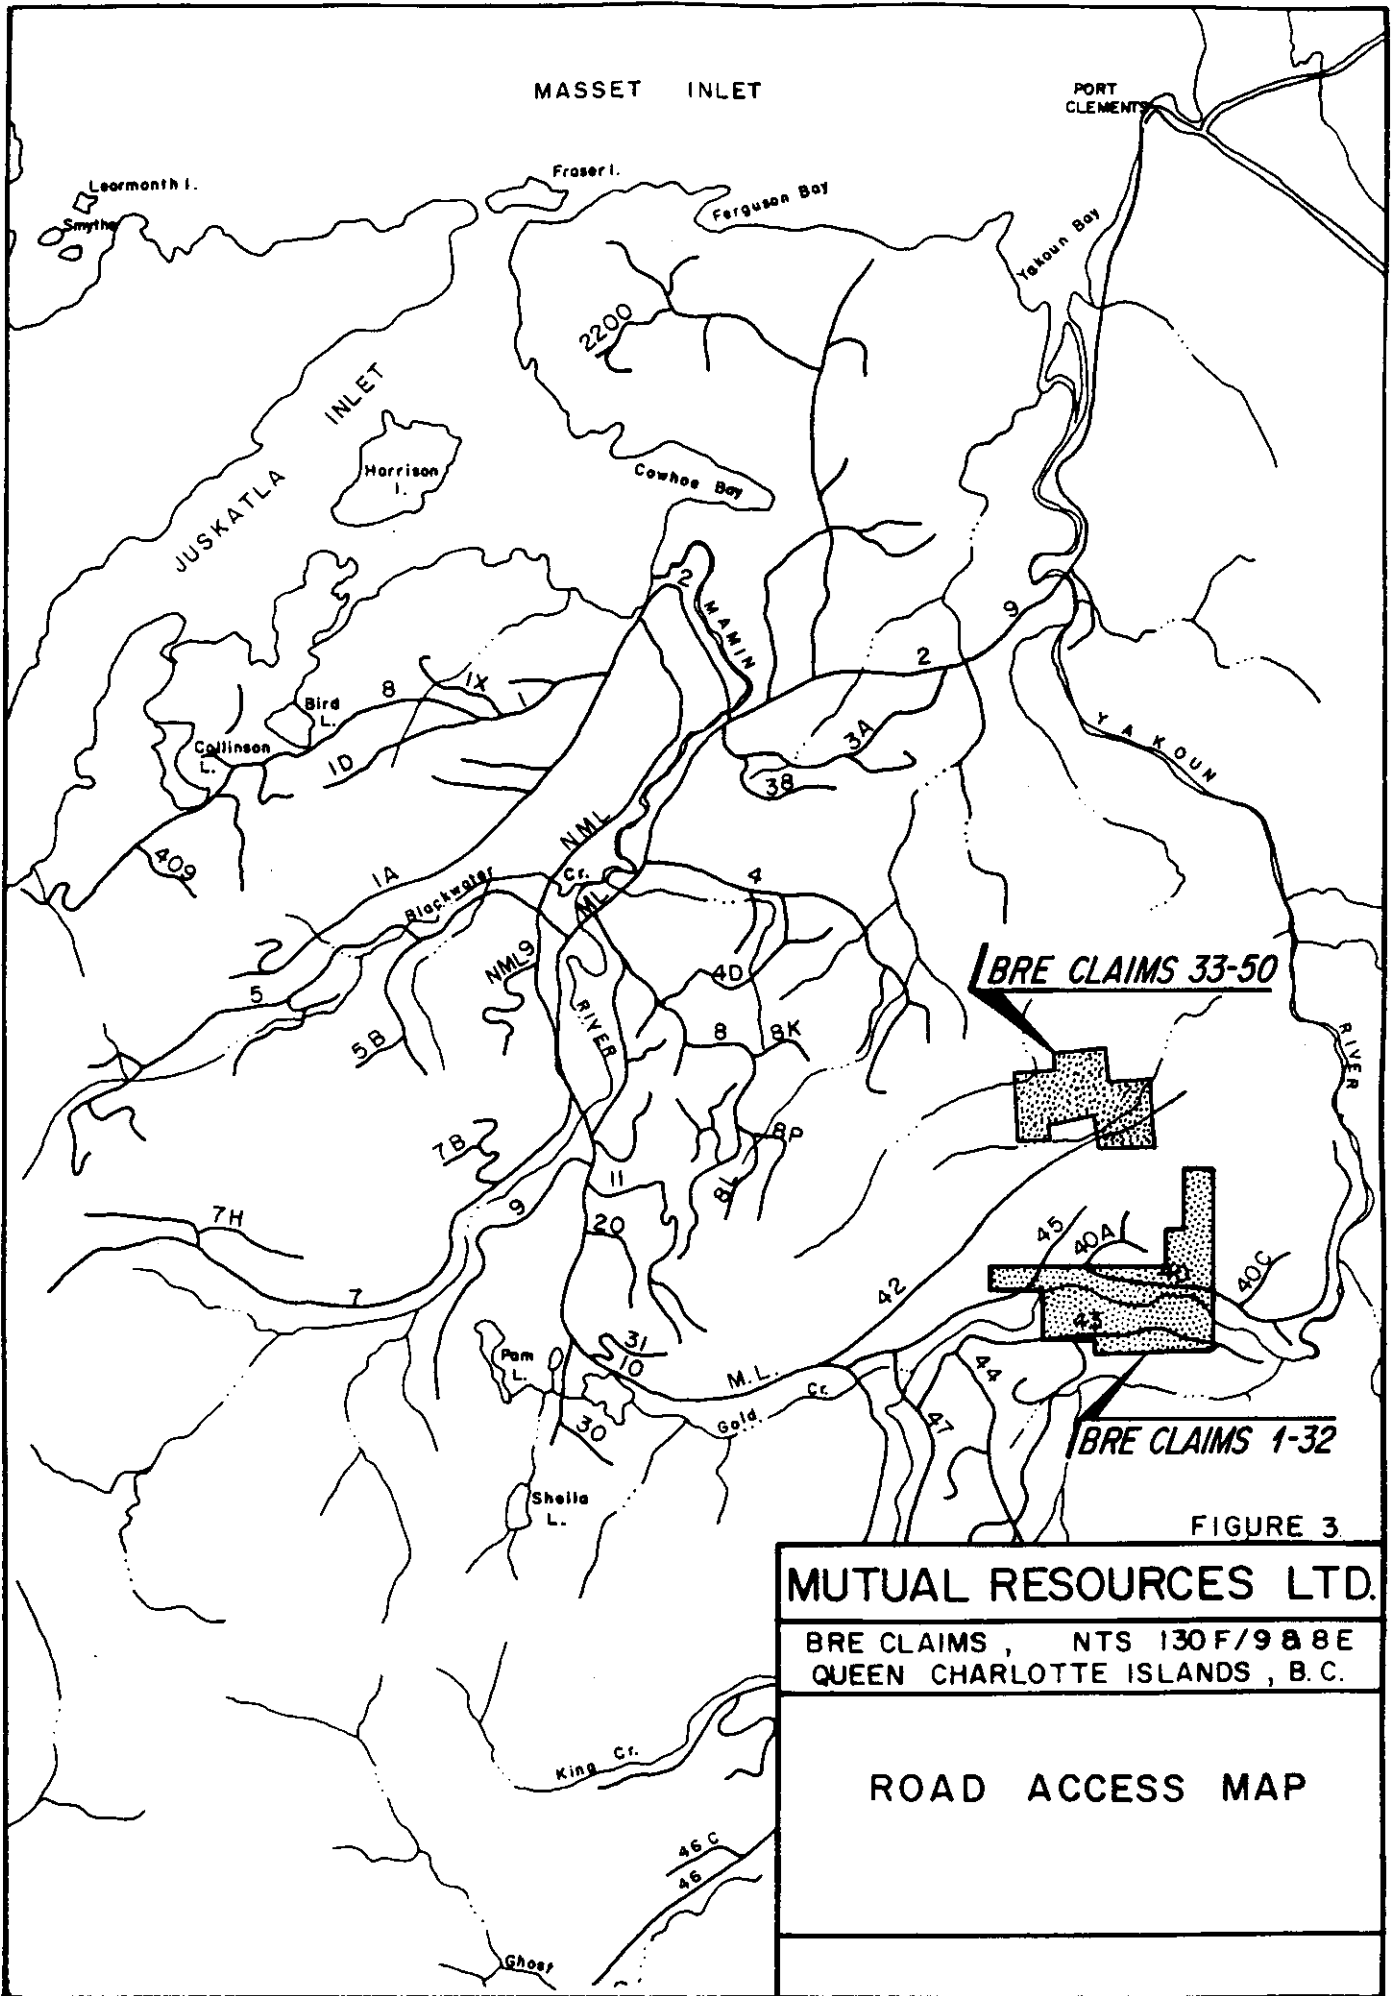 MASSET INLET
PORT
CLEMENTS
Learmonth I.
Smythe
Fraser I.
Ferguson Bay
Yakoun Bay
2200
JUSKATLA INLET
Harrison
I.
Cowhoe Bay
2
MAMIN
9
2
8
1X
1
Bird
L.
Collinson
L.
1D
3A
38
YAKOUN
409
NML
1A
Blackwater
Cr.
ML
4
NML9
4D
BRE CLAIMS 33-50
5
5B
RIVER
8
8K
RIVER
7B
8P
8L
11
9
7H
20
45
40A
40C
7
42
43
31
10
Pam
L.
M.L.
Cr.
44
Gold
47
30
BRE CLAIMS 1-32
Sheila
L.
FIGURE 3
MUTUAL RESOURCES LTD.
BRE CLAIMS , NTS 130 F/9 & 8E
QUEEN CHARLOTTE ISLANDS , B.C.
King Cr.
ROAD ACCESS MAP
46 C
46
Ghost